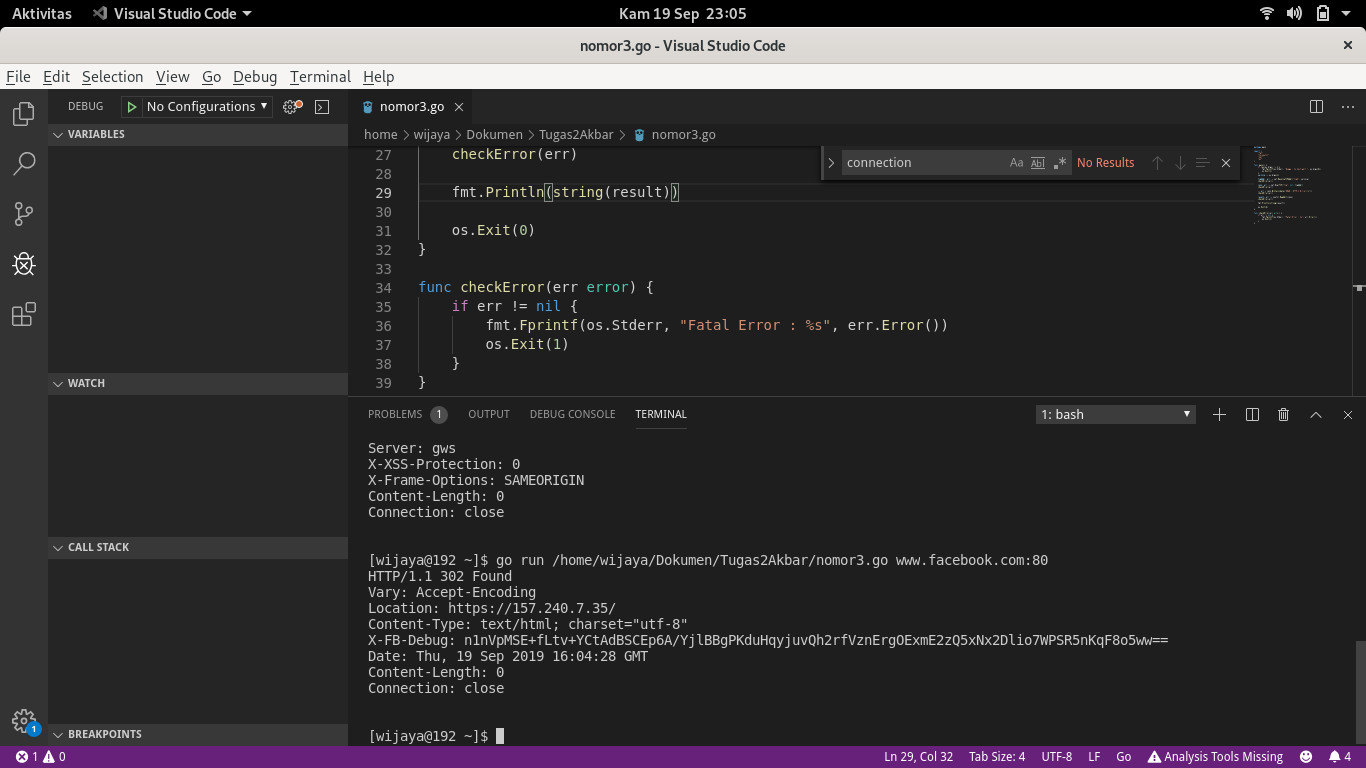 Aktivitas Visual Studio Code Kam 19 Sep 23:05
nomor3.go - Visual Studio Code
File Edit Selection View Go Debug Terminal Help
DEBUG No Configurations
nomor3.go
VARIABLES
home > wijaya > Dokumen > Tugas2Akbar > nomor3.go
connection Aa Abl .* No Results
27 checkError(err)
28
29 fmt.Println(string(result))
30
31 os.Exit(0)
32 }
33
34 func checkError(err error) {
35 if err != nil {
36 fmt.Fprintf(os.Stderr, "Fatal Error : %s", err.Error())
37 os.Exit(1)
38 }
39 }
WATCH
CALL STACK
BREAKPOINTS
PROBLEMS 1 OUTPUT DEBUG CONSOLE TERMINAL 1: bash
Server: gws
X-XSS-Protection: 0
X-Frame-Options: SAMEORIGIN
Content-Length: 0
Connection: close
[wijaya@192 ~]$ go run /home/wijaya/Dokumen/Tugas2Akbar/nomor3.go www.facebook.com:80
HTTP/1.1 302 Found
Vary: Accept-Encoding
Location: https://157.240.7.35/
Content-Type: text/html; charset="utf-8"
X-FB-Debug: n1nVpMSE+fLtv+YCtAdBSCEp6A/YjlBBgPKduHqyjuvQh2rfVznErgOExmE2zQ5xNx2Dlio7WPSR5nKqF8o5ww==
Date: Thu, 19 Sep 2019 16:04:28 GMT
Content-Length: 0
Connection: close
[wijaya@192 ~]$
1
1 0 Ln 29, Col 32 Tab Size: 4 UTF-8 LF Go Analysis Tools Missing 4